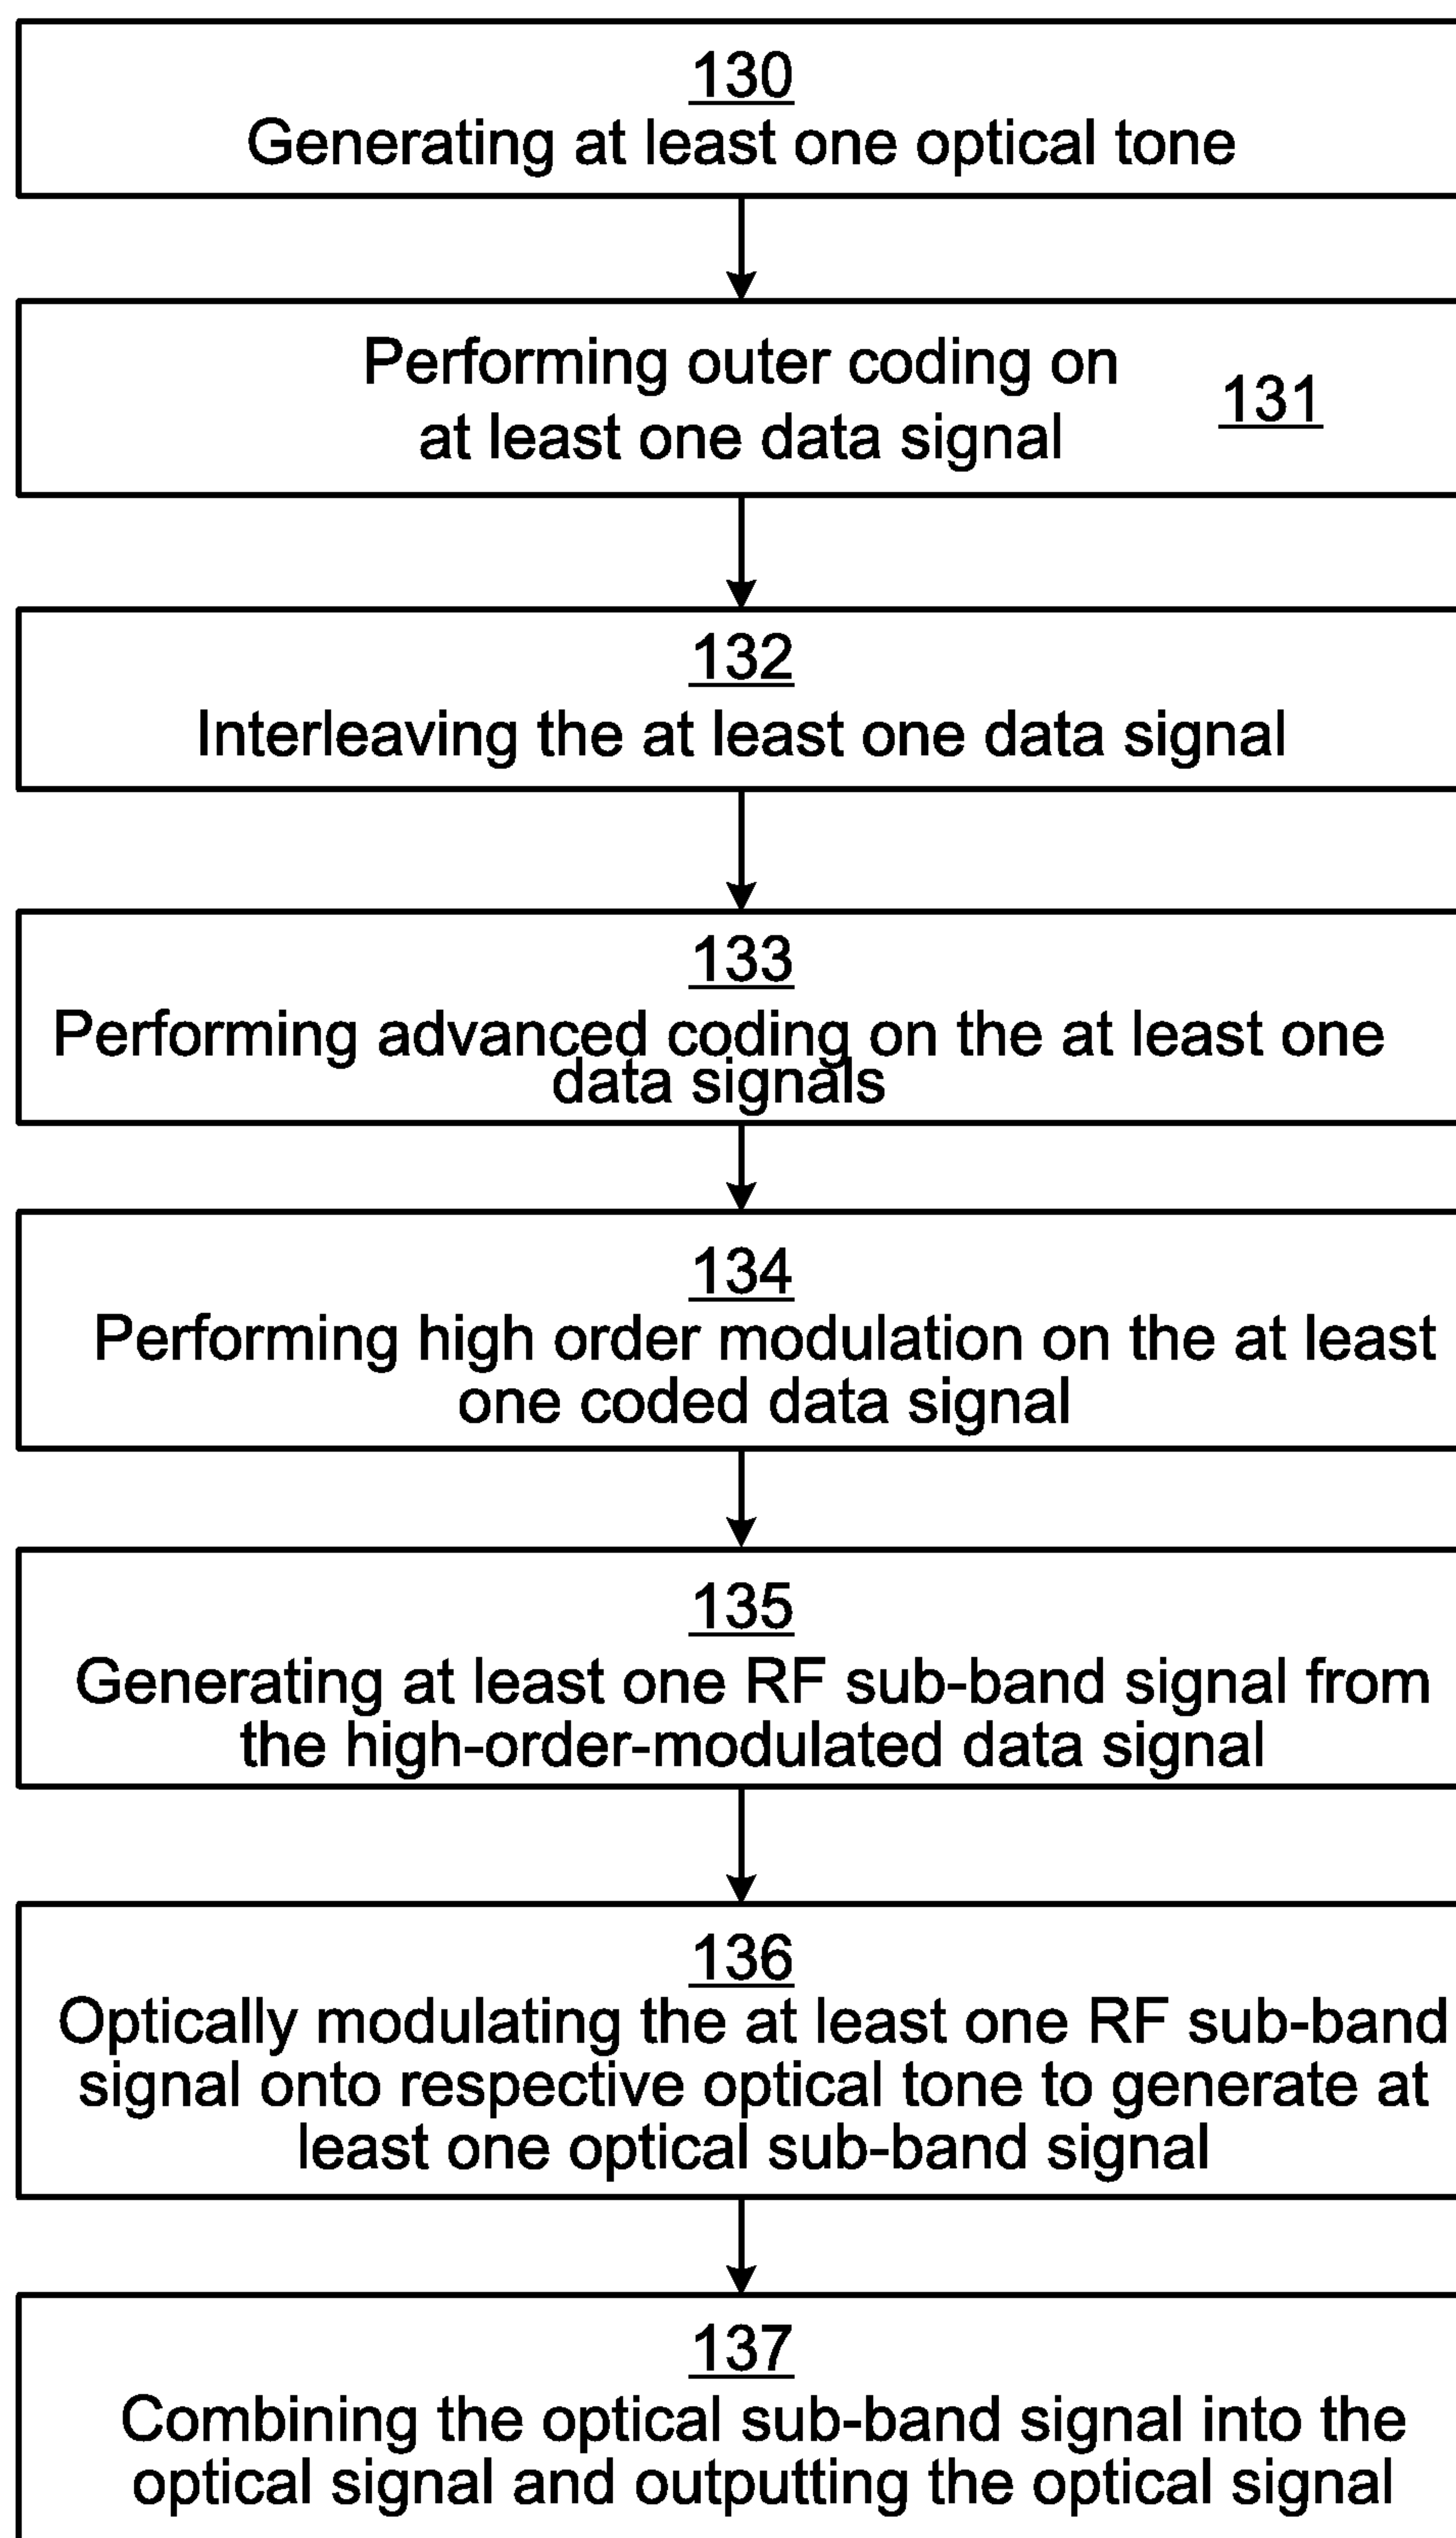 130
Generating at least one optical tone
Performing outer coding on
at least one data signal
131
132
Interleaving the at least one data signal
133
Performing advanced coding on the at least one
data signals
134
Performing high order modulation on the at least
one coded data signal
135
Generating at least one RF sub-band signal from
the high-order-modulated data signal
136
Optically modulating the at least one RF sub-band
signal onto respective optical tone to generate at
least one optical sub-band signal
137
Combining the optical sub-band signal into the
optical signal and outputting the optical signal